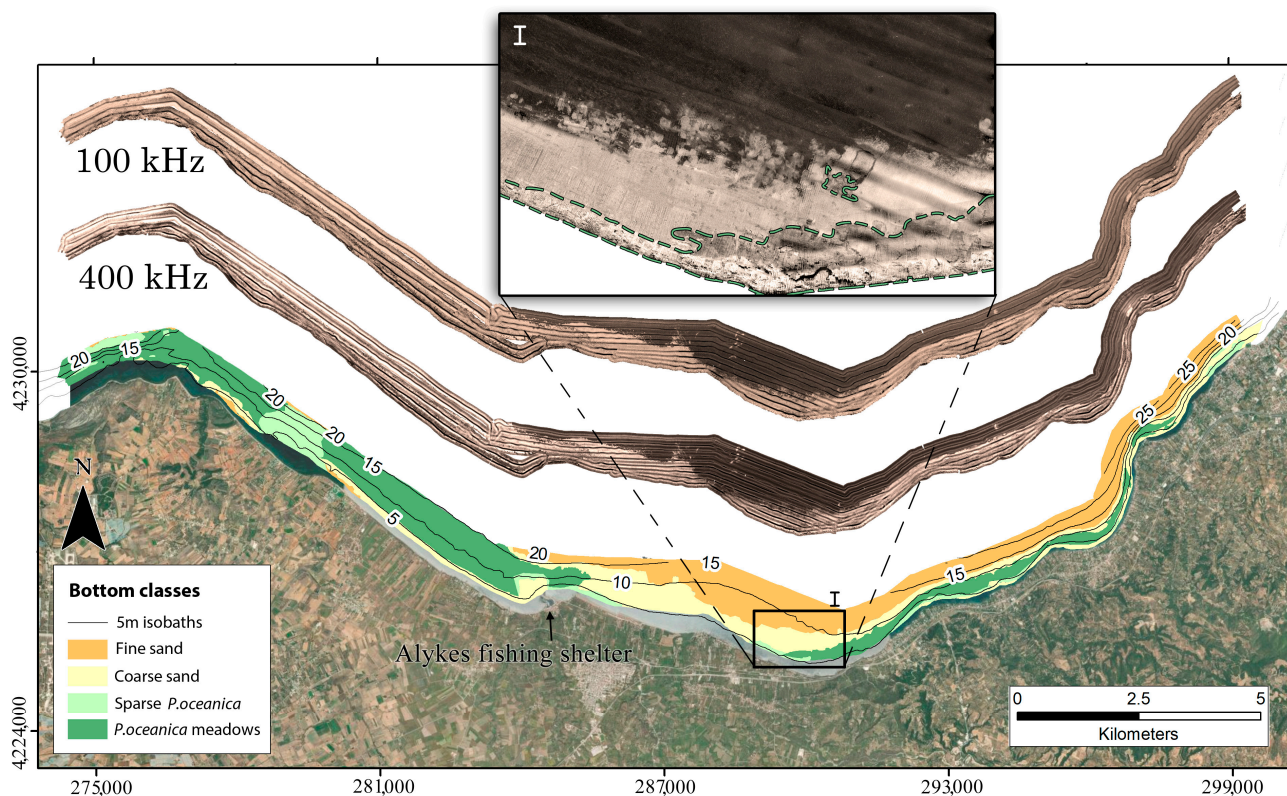 I
100 kHz
400 kHz
4,230,000
4,224,000
20
15
20
20
15
5
20
10
15
15
25
25
20
I
N
Alykes fishing shelter
Bottom classes
5m isobaths
Fine sand
Coarse sand
Sparse P.oceanica
P.oceanica meadows
0 2.5 5
Kilometers
275,000 281,000 287,000 293,000 299,000